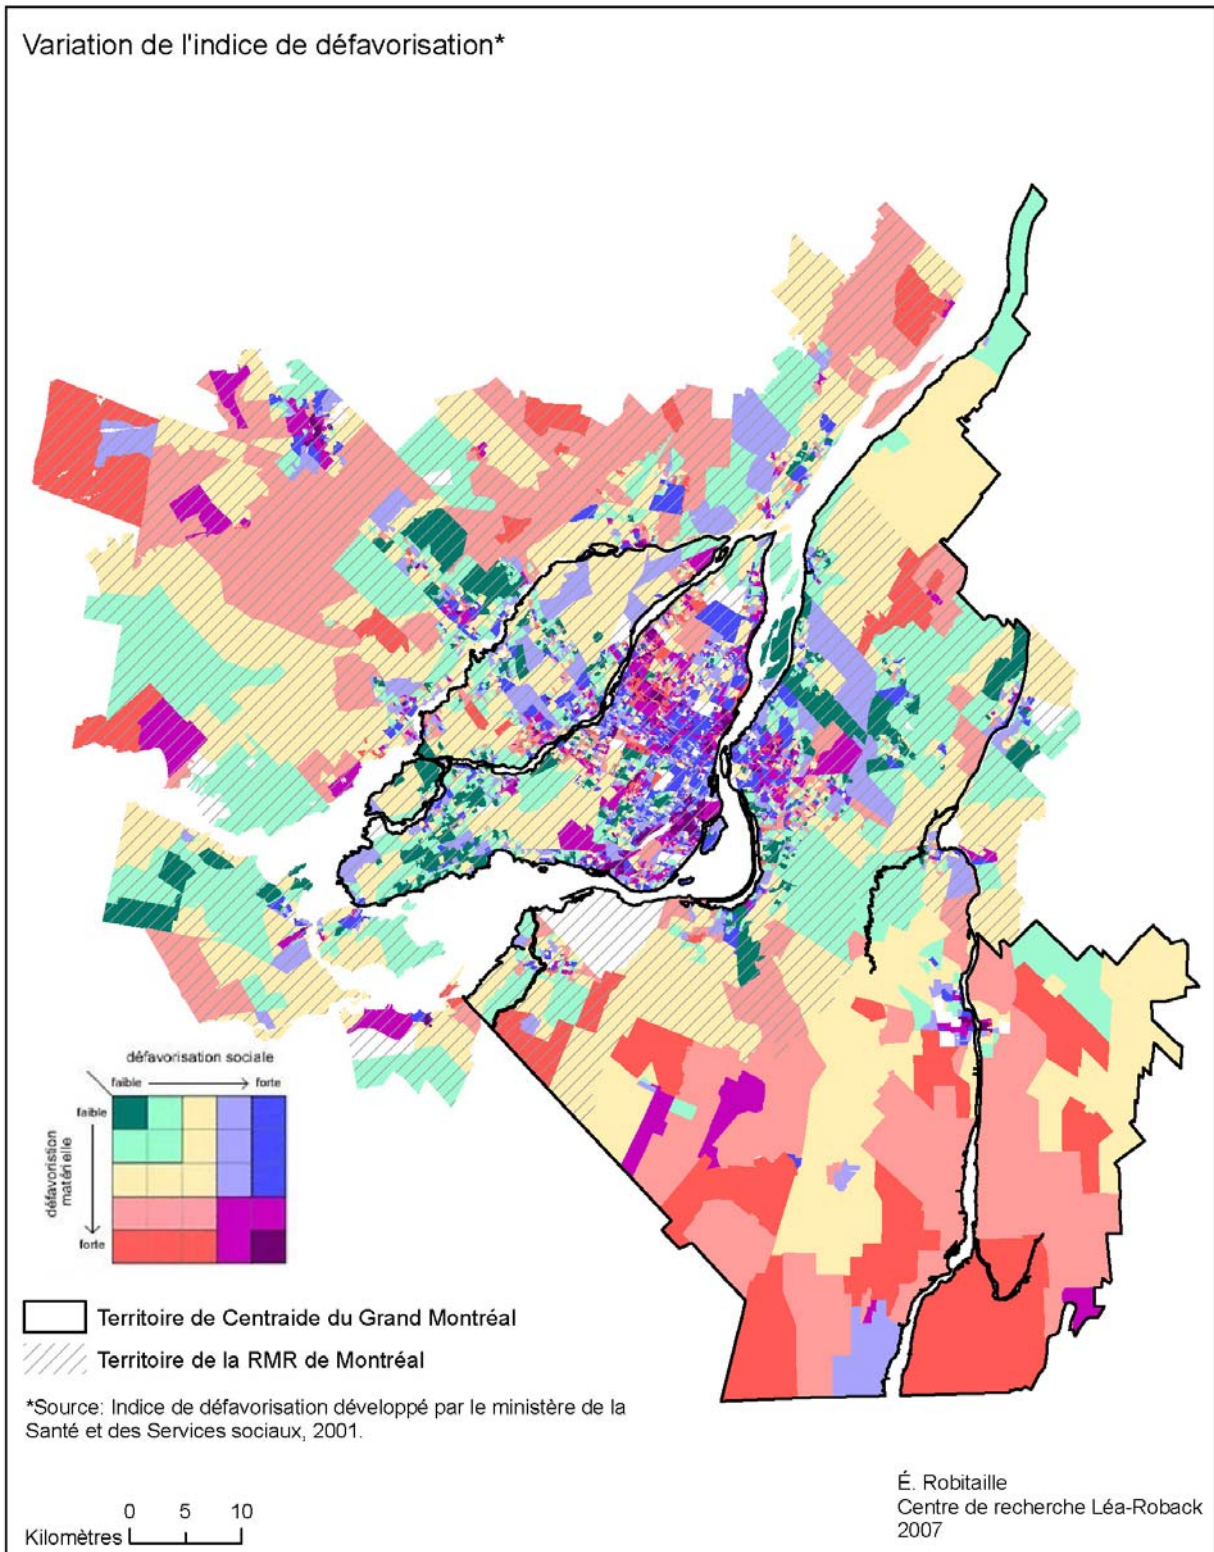 Variation de l'indice de défavorisation*
défavorisation sociale
faible
forte
faible
défavoristion
matérielle
forte
Territoire de Centraide du Grand Montréal
Territoire de la RMR de Montréal
*Source: Indice de défavorisation développé par le ministère de la
Santé et des Services sociaux, 2001.
0 5 10
Kilomètres
É. Robitaille
Centre de recherche Léa-Roback
2007